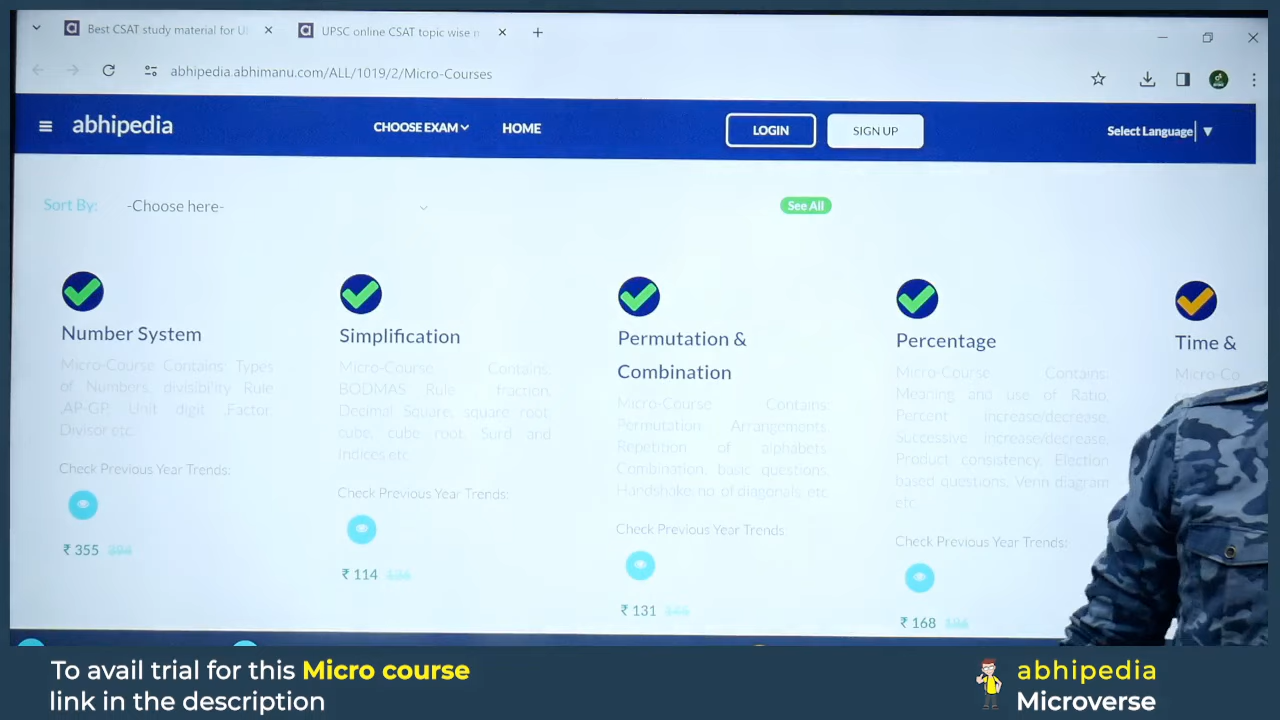 Best CSAT study material for U
UPSC online CSAT topic wise n
abhipedia.abhimanu.com/ALL/1019/2/Micro-Courses
abhipedia
CHOOSE EXAM
HOME
LOGIN
SIGN UP
Select Language
Sort By:
-Choose here-
See All
Number System
Micro-Course Contains: Types
of Numbers, divisibility Rule
,AP-GP, Unit digit ,Factor,
Divisor etc.
Check Previous Year Trends:
₹ 355 394
Simplification
Micro-Course Contains:
BODMAS Rule , fraction,
Decimal Square, square root,
cube, cube root, Surd and
Indices etc.
Check Previous Year Trends:
₹ 114
Permutation &
Combination
Micro-Course Contains:
Permutation, Arrangements,
Repetition of alphabets
Combination, basic questions,
Handshake, no. of diagonals, etc
Check Previous Year Trends:
₹ 131
Percentage
Micro-Course Contains:
Meaning and use of Ratio,
Percent increase/decrease,
Successive increase/decrease,
Product consistency, Election
based questions, Venn diagram
etc.
Check Previous Year Trends:
₹ 168
Time &
Micro-Co
To avail trial for this Micro course
link in the description
abhipedia
Microverse